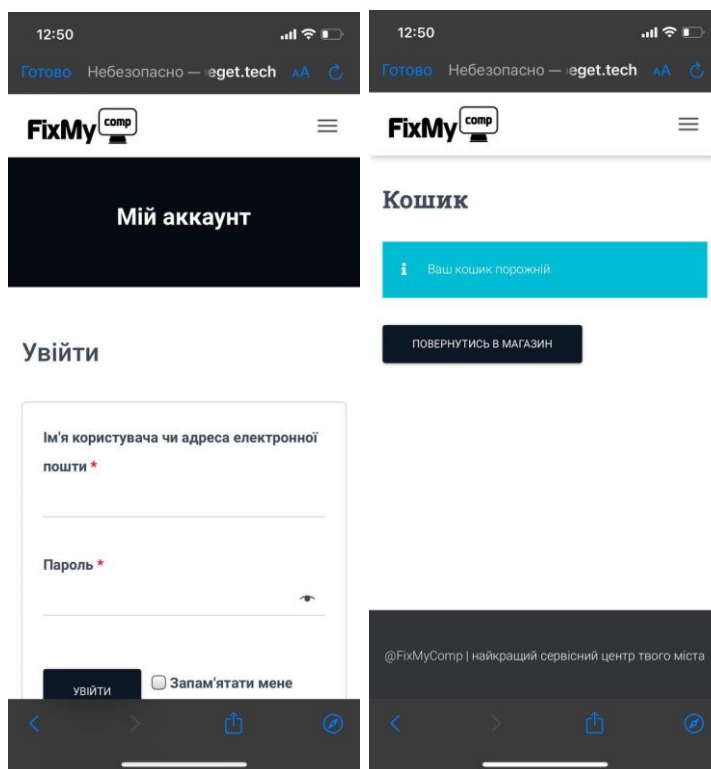 12:50
Готово Небезопасно — eget.tech AA
FixMy comp
Мій аккаунт
Увійти
Ім'я користувача чи адреса електронної
пошти *
Пароль *
УВІЙТИ Запам'ятати мене
12:50
Готово Небезопасно — eget.tech AA
FixMy comp
Кошик
Ваш кошик порожній.
ПОВЕРНУТИСЬ В МАГАЗИН
@FixMyComp | найкращий сервісний центр твого міста